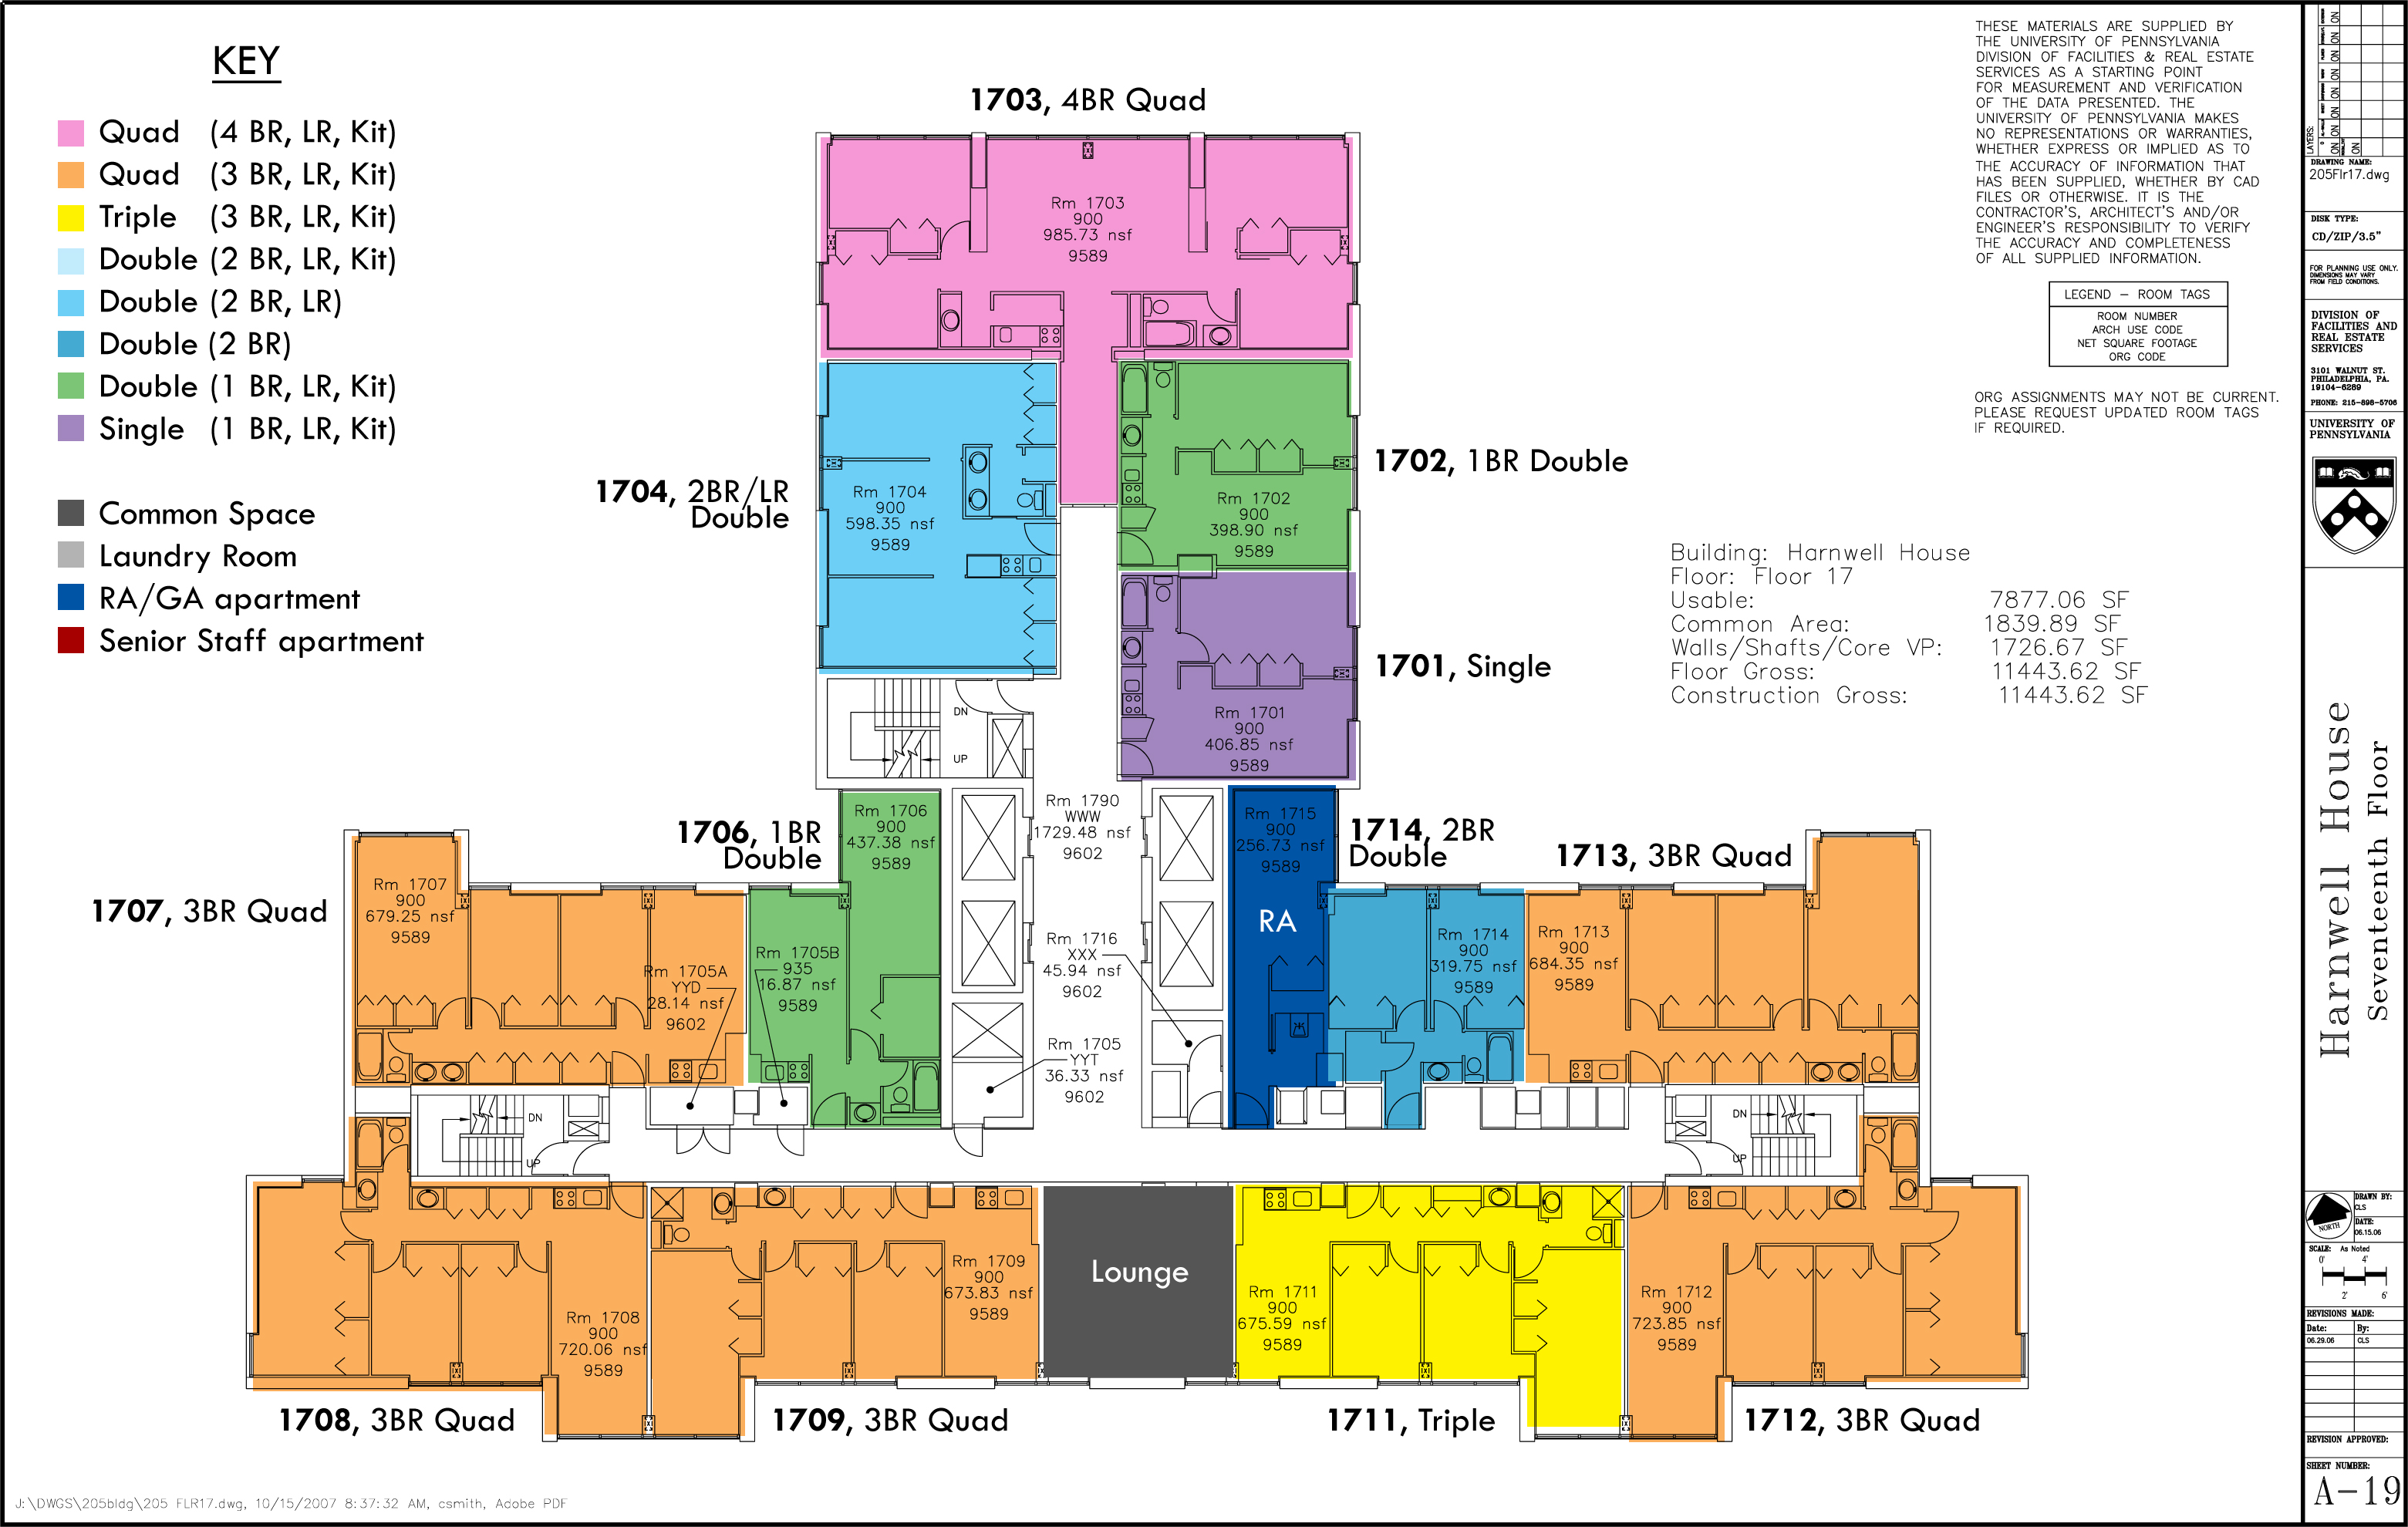 KEY
Quad (4 BR, LR, Kit)
Quad (3 BR, LR, Kit)
Triple (3 BR, LR, Kit)
Double (2 BR, LR, Kit)
Double (2 BR, LR)
Double (2 BR)
Double (1 BR, LR, Kit)
Single (1 BR, LR, Kit)
Common Space
Laundry Room
RA/GA apartment
Senior Staff apartment
1703, 4BR Quad
Rm 1703
900
985.73 nsf
9589
1704, 2BR/LR
Double
Rm 1704
900
598.35 nsf
9589
1702, 1BR Double
Rm 1702
900
398.90 nsf
9589
1701, Single
Rm 1701
900
406.85 nsf
9589
DN
UP
1706, 1BR
Double
Rm 1706
900
437.38 nsf
9589
Rm 1790
WWW
1729.48 nsf
9602
Rm 1715
900
256.73 nsf
9589
RA
1714, 2BR
Double
Rm 1714
900
319.75 nsf
9589
1713, 3BR Quad
Rm 1713
900
684.35 nsf
9589
1707, 3BR Quad
Rm 1707
900
679.25 nsf
9589
Rm 1705A
YYD
28.14 nsf
9602
Rm 1705B
935
16.87 nsf
9589
Rm 1716
XXX
45.94 nsf
9602
Rm 1705
YYT
36.33 nsf
9602
DN
UP
DN
UP
Rm 1708
900
720.06 nsf
9589
1708, 3BR Quad
Rm 1709
900
673.83 nsf
9589
1709, 3BR Quad
Lounge
Rm 1711
900
675.59 nsf
9589
1711, Triple
Rm 1712
900
723.85 nsf
9589
1712, 3BR Quad
THESE MATERIALS ARE SUPPLIED BY
THE UNIVERSITY OF PENNSYLVANIA
DIVISION OF FACILITIES & REAL ESTATE
SERVICES AS A STARTING POINT
FOR MEASUREMENT AND VERIFICATION
OF THE DATA PRESENTED. THE
UNIVERSITY OF PENNSYLVANIA MAKES
NO REPRESENTATIONS OR WARRANTIES,
WHETHER EXPRESS OR IMPLIED AS TO
THE ACCURACY OF INFORMATION THAT
HAS BEEN SUPPLIED, WHETHER BY CAD
FILES OR OTHERWISE. IT IS THE
CONTRACTOR'S, ARCHITECT'S AND/OR
ENGINEER'S RESPONSIBILITY TO VERIFY
THE ACCURACY AND COMPLETENESS
OF ALL SUPPLIED INFORMATION.
LEGEND – ROOM TAGS
ROOM NUMBER
ARCH USE CODE
NET SQUARE FOOTAGE
ORG CODE
ORG ASSIGNMENTS MAY NOT BE CURRENT.
PLEASE REQUEST UPDATED ROOM TAGS
IF REQUIRED.
Building: Harnwell House
Floor: Floor 17
Usable: 7877.06 SF
Common Area: 1839.89 SF
Walls/Shafts/Core VP: 1726.67 SF
Floor Gross: 11443.62 SF
Construction Gross: 11443.62 SF
LAYERS:
ON ON ON ON ON ON ON
ON
DRAWING NAME:
205Flr17.dwg
DISK TYPE:
CD/ZIP/3.5"
FOR PLANNING USE ONLY.
DIMENSIONS MAY VARY
FROM FIELD CONDITIONS.
DIVISION OF
FACILITIES AND
REAL ESTATE
SERVICES
3101 WALNUT ST.
PHILADELPHIA, PA.
19104-6289
PHONE: 215-898-5706
UNIVERSITY OF
PENNSYLVANIA
Harnwell House
Seventeenth Floor
NORTH
DRAWN BY:
CLS
DATE:
06.15.06
SCALE: As Noted
0' 4'
2' 6'
REVISIONS MADE:
Date: By:
06.29.06 CLS
REVISION APPROVED:
SHEET NUMBER:
A-19
J:\DWGS\205bldg\205 FLR17.dwg, 10/15/2007 8:37:32 AM, csmith, Adobe PDF